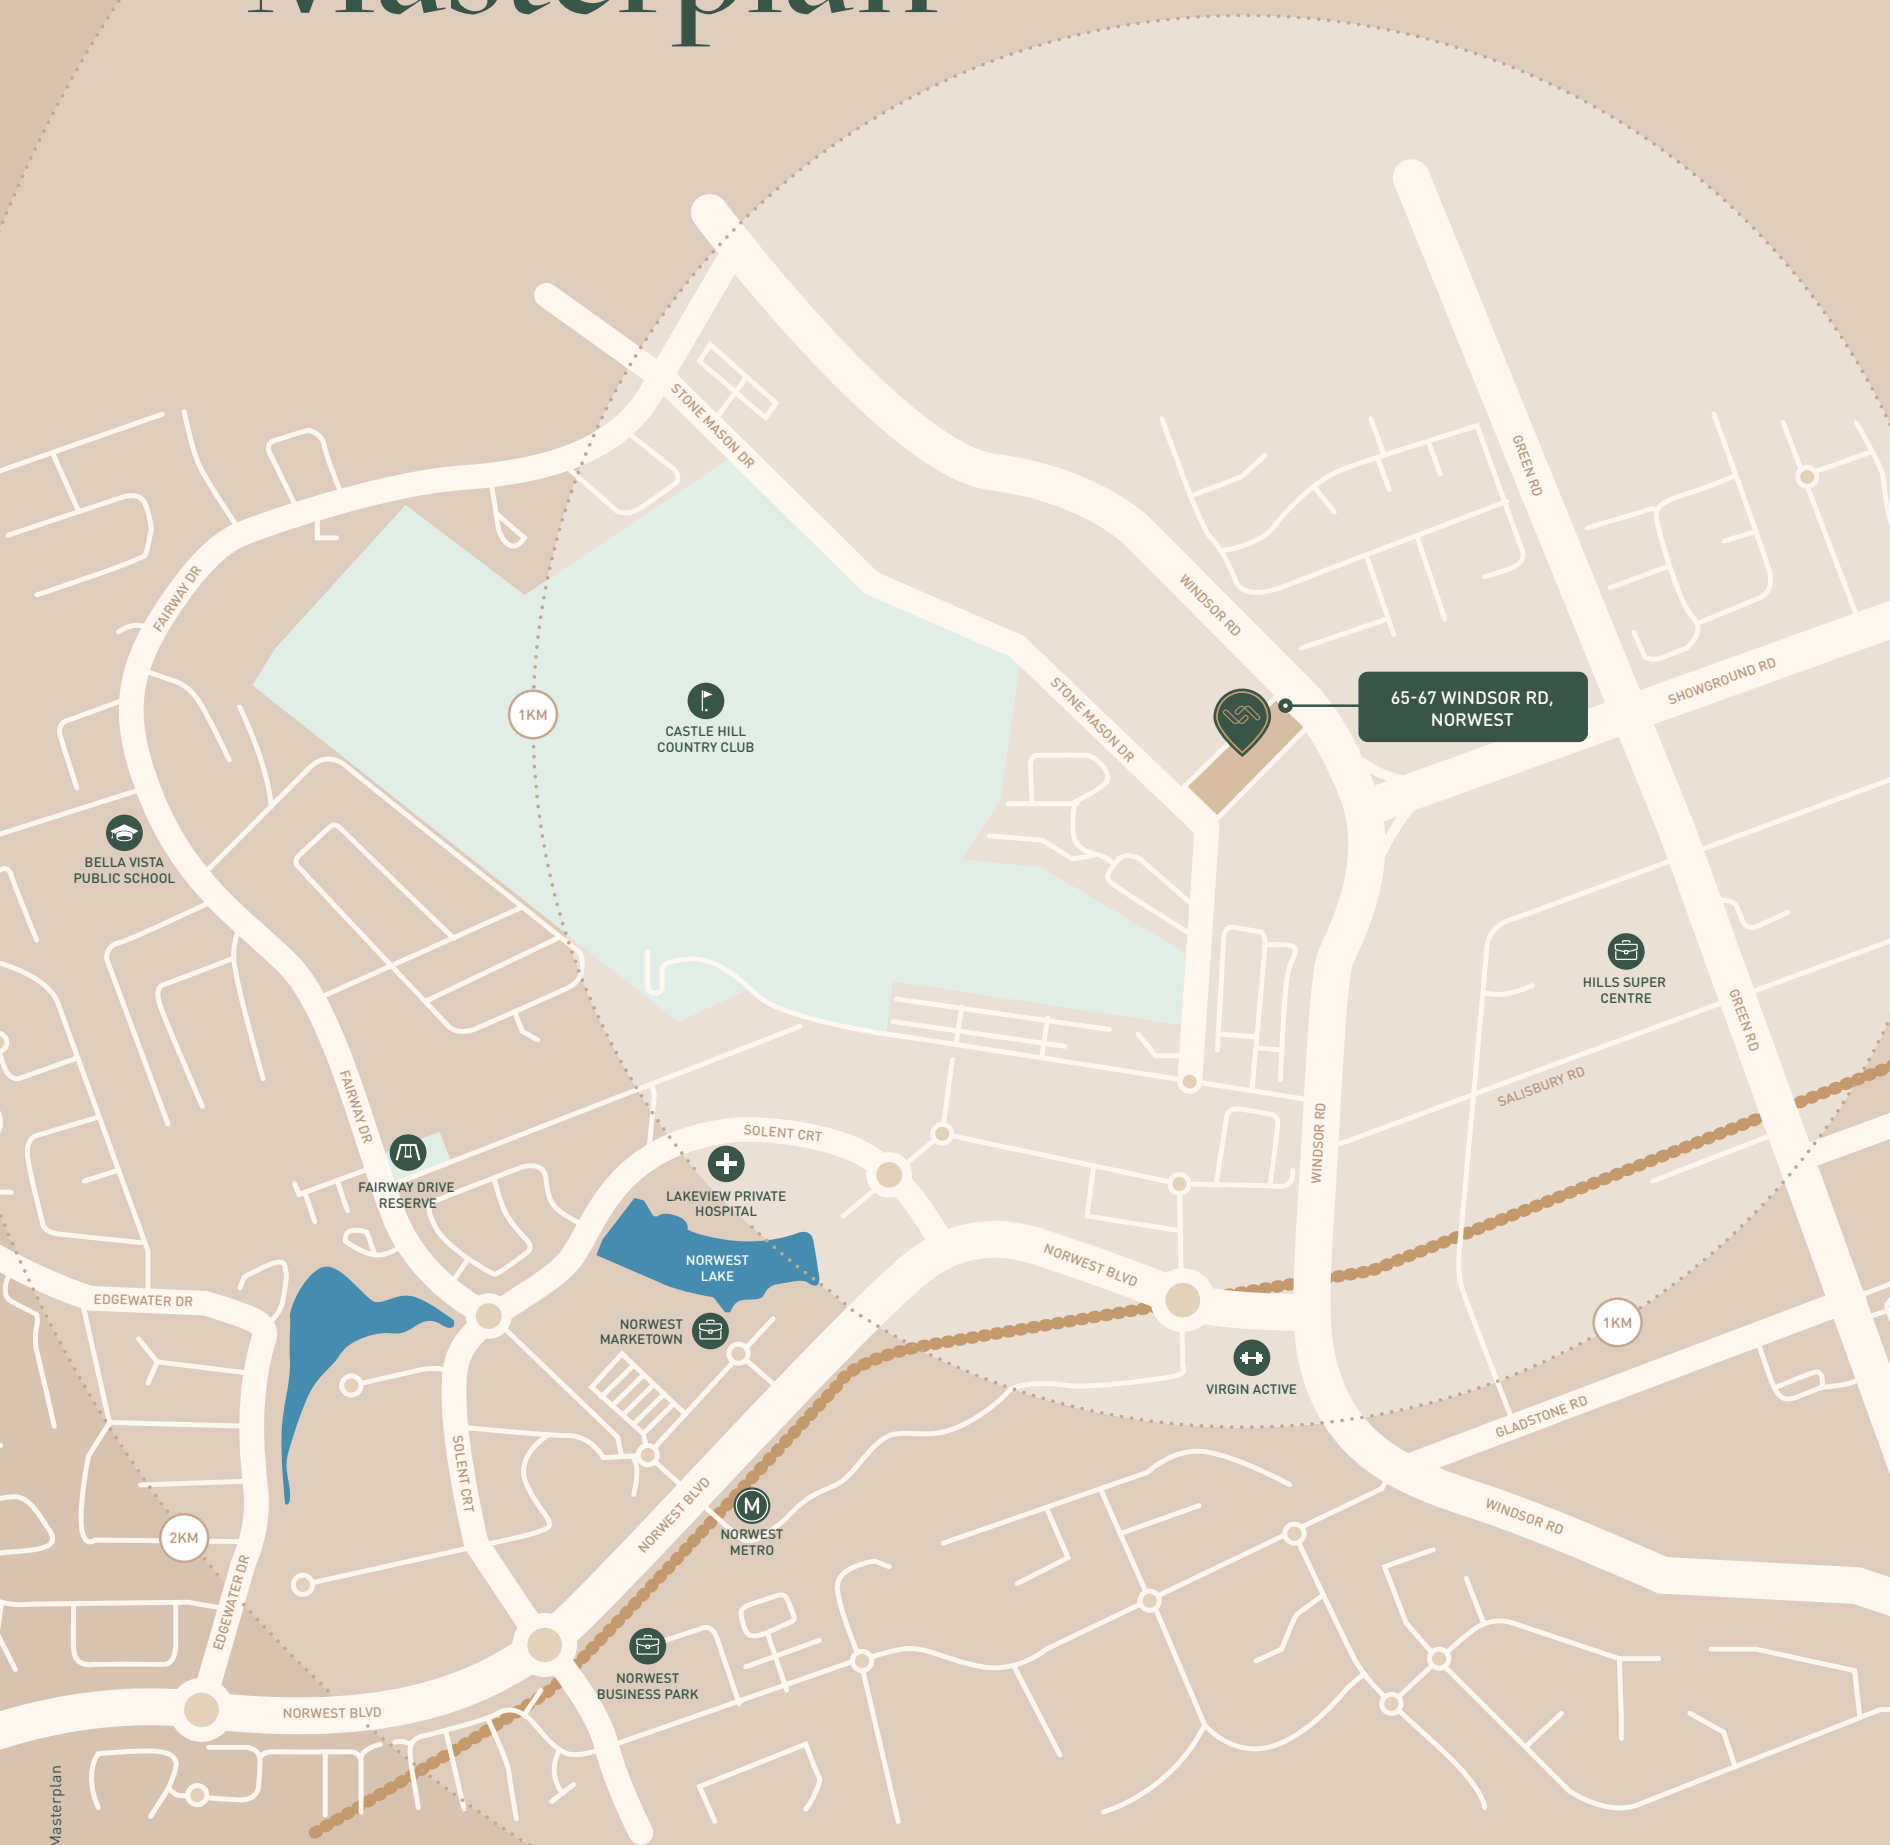 Masterplan
STONE MASON DR
GREEN RD
FAIRWAY DR
WINDSOR RD
SHOWGROUND RD
65-67 WINDSOR RD,
NORWEST
1KM
CASTLE HILL
COUNTRY CLUB
STONE MASON DR
BELLA VISTA
PUBLIC SCHOOL
HILLS SUPER
CENTRE
GREEN RD
FAIRWAY DR
SALISBURY RD
SOLENT CRT
WINDSOR RD
FAIRWAY DRIVE
RESERVE
LAKEVIEW PRIVATE
HOSPITAL
NORWEST
LAKE
NORWEST BLVD
EDGEWATER DR
NORWEST
MARKETOWN
1KM
VIRGIN ACTIVE
GLADSTONE RD
SOLENT CRT
NORWEST BLVD
M
NORWEST
METRO
WINDSOR RD
2KM
EDGEWATER DR
NORWEST
BUSINESS PARK
NORWEST BLVD
Masterplan